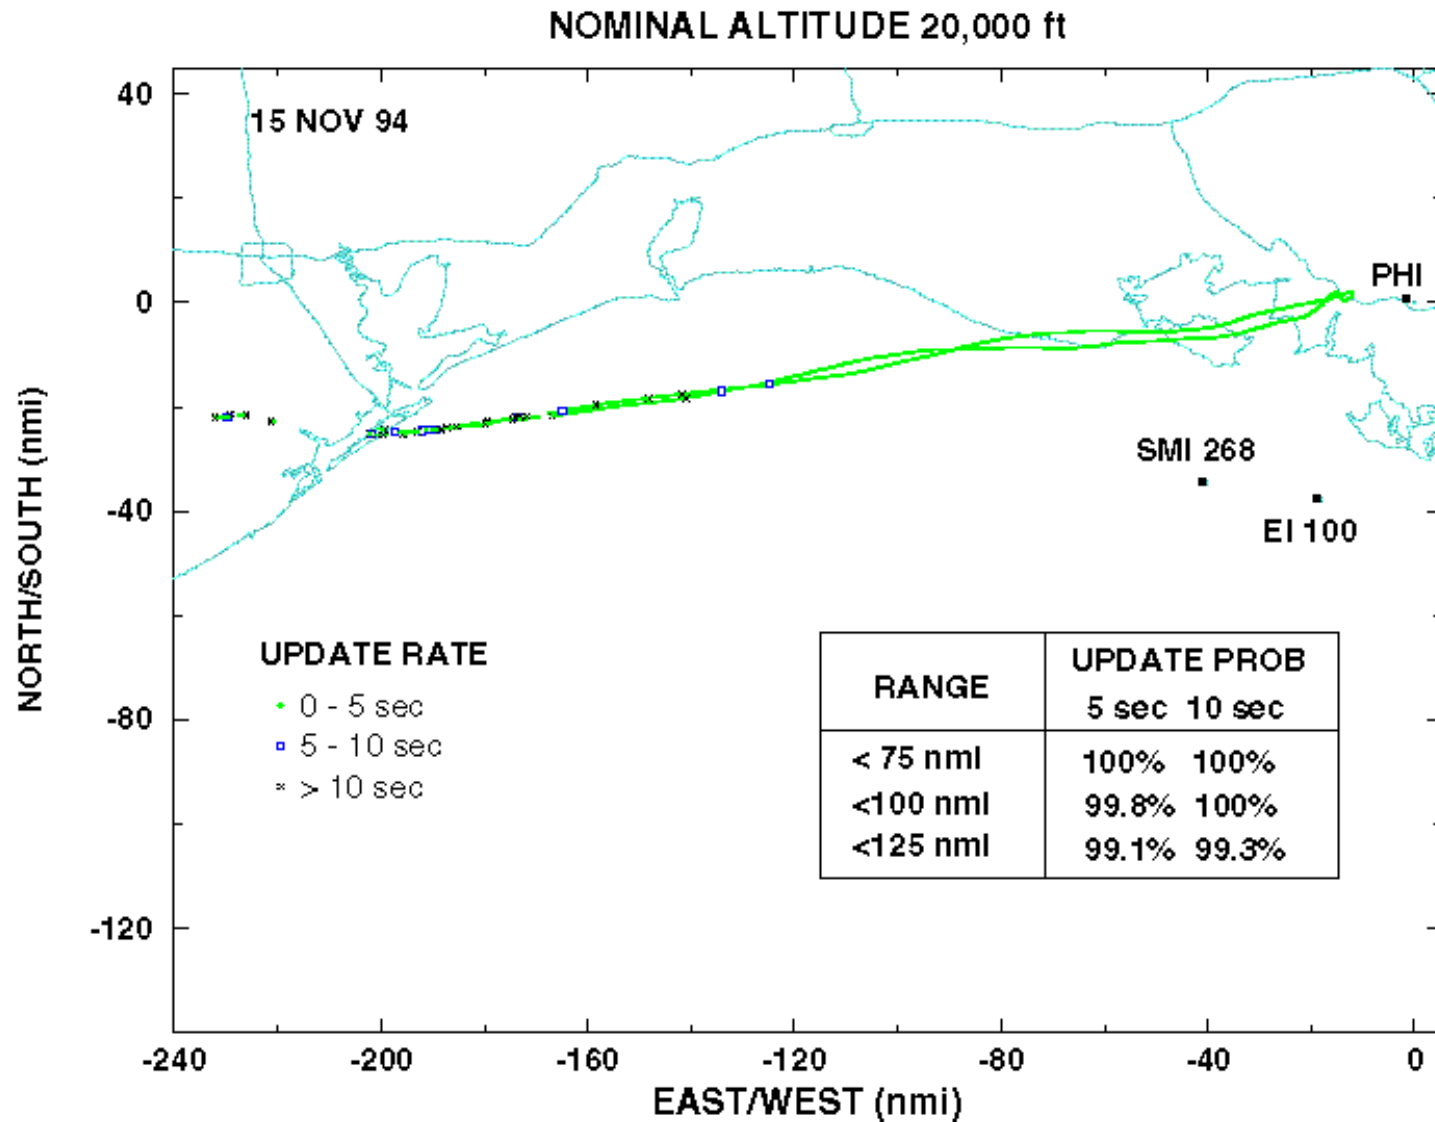 NOMINAL ALTITUDE 20,000 ft
40
15 NOV 94
PHI
0
SMI 268
-40
EI 100
NORTH/SOUTH (nmi)
UPDATE RATE
0 - 5 sec
5 - 10 sec
> 10 sec
RANGE
UPDATE PROB
5 sec 10 sec
< 75 nmI 100% 100%
<100 nmI 99.8% 100%
<125 nmI 99.1% 99.3%
-80
-120
-240 -200 -160 -120 -80 -40 0
EAST/WEST (nmi)